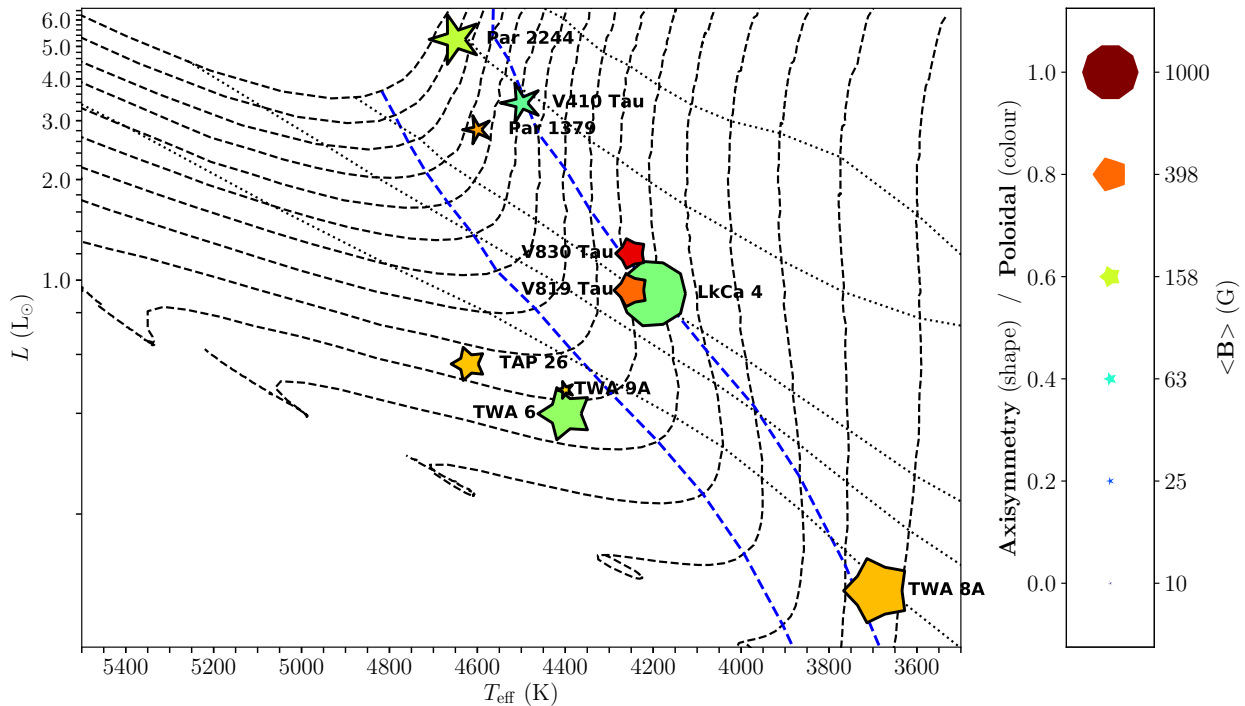 6.0
5.0
4.0
3.0
2.0
1.0
L (L⊙)
5400 5200 5000 4800 4600 4400 4200 4000 3800 3600
Teff (K)
Par 2244
V410 Tau
Par 1379
V830 Tau
V819 Tau
LkCa 4
TAP 26
TWA 9A
TWA 6
TWA 8A
Axisymmetry (shape) / Poloidal (colour)
1.0 1000
0.8 398
0.6 158
0.4 63
0.2 25
0.0 10
<B> (G)